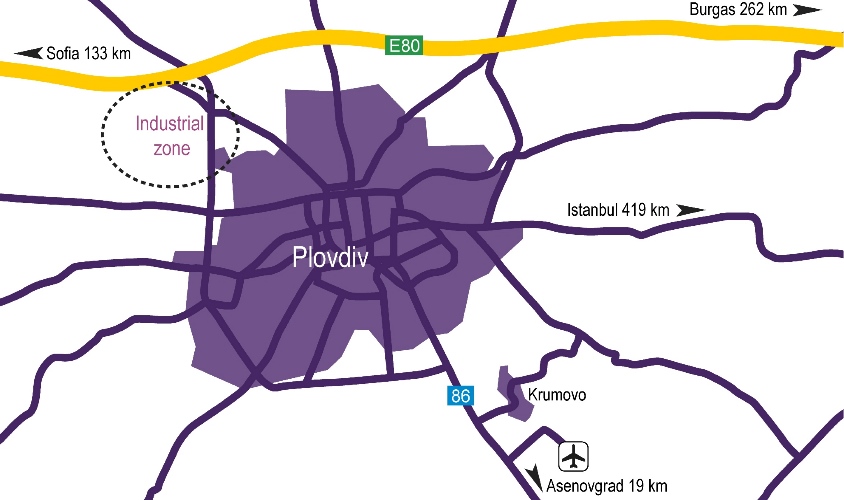 Burgas 262 km
E80
Sofia 133 km
Industrial
zone
Istanbul 419 km
Plovdiv
86
Krumovo
Asenovgrad 19 km